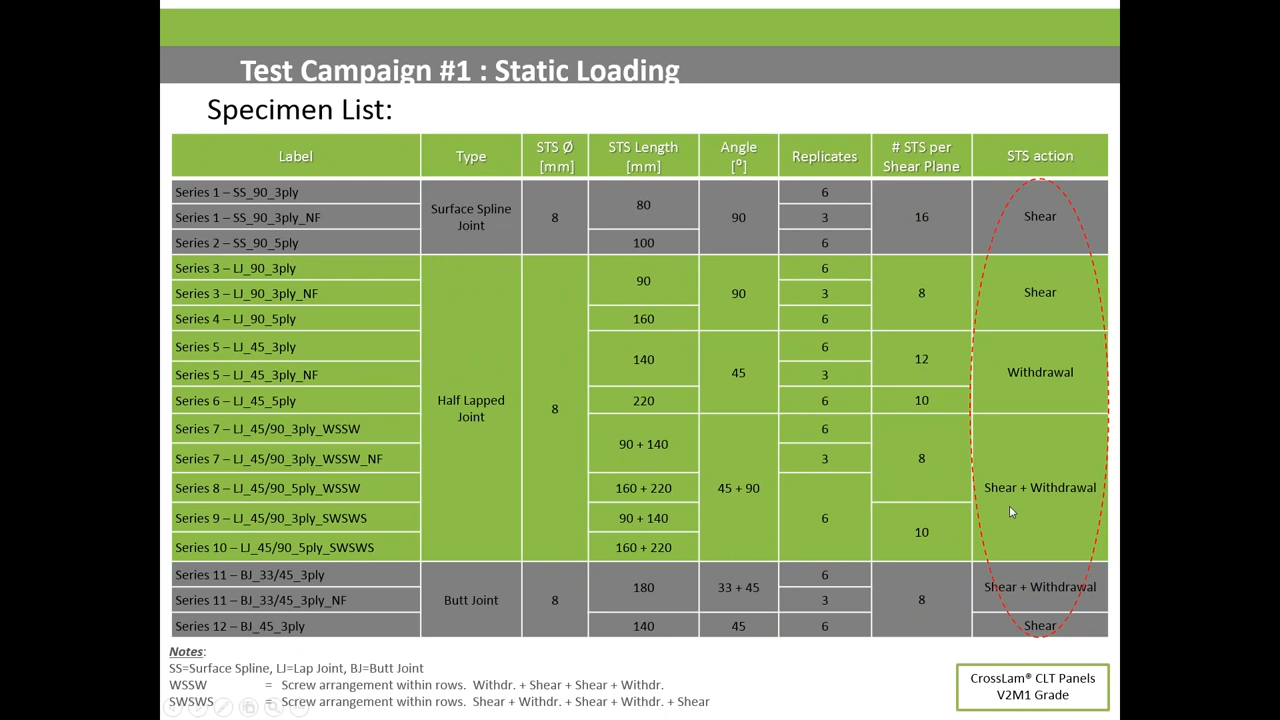 Test Campaign #1 : Static Loading
Specimen List:
Label Type STS Ø [mm] STS Length [mm] Angle [°] Replicates # STS per Shear Plane STS action
Series 1 – SS_90_3ply Surface Spline Joint 8 80 90 6 16 Shear
Series 1 – SS_90_3ply_NF 3
Series 2 – SS_90_5ply 100 6
Series 3 – LJ_90_3ply Half Lapped Joint 8 90 90 6 8 Shear
Series 3 – LJ_90_3ply_NF 3
Series 4 – LJ_90_5ply 160 6
Series 5 – LJ_45_3ply 140 45 6 12 Withdrawal
Series 5 – LJ_45_3ply_NF 3
Series 6 – LJ_45_5ply 220 6 10
Series 7 – LJ_45/90_3ply_WSSW 90 + 140 45 + 90 6 8 Shear + Withdrawal
Series 7 – LJ_45/90_3ply_WSSW_NF 3
Series 8 – LJ_45/90_5ply_WSSW 160 + 220 6
Series 9 – LJ_45/90_3ply_SWSWS 90 + 140 10
Series 10 – LJ_45/90_5ply_SWSWS 160 + 220
Series 11 – BJ_33/45_3ply Butt Joint 8 180 33 + 45 6 8 Shear + Withdrawal
Series 11 – BJ_33/45_3ply_NF 3
Series 12 – BJ_45_3ply 140 45 6 Shear
Notes:
SS=Surface Spline, LJ=Lap Joint, BJ=Butt Joint
WSSW = Screw arrangement within rows. Withdr. + Shear + Shear + Withdr.
SWSWS = Screw arrangement within rows. Shear + Withdr. + Shear + Withdr. + Shear
CrossLam® CLT Panels
V2M1 Grade